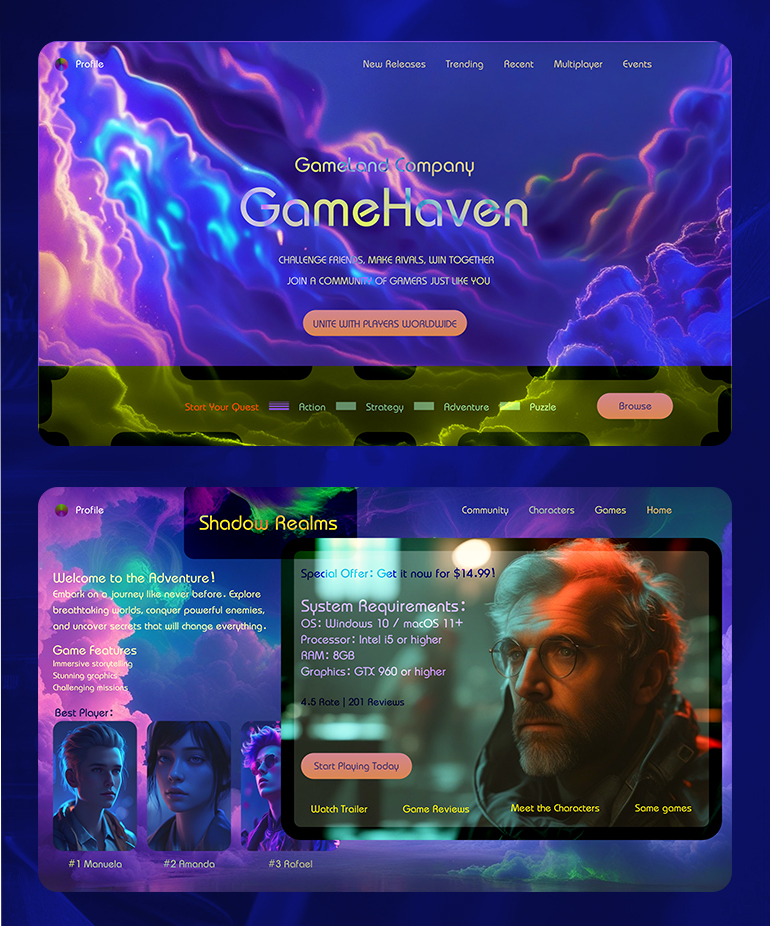 Profile
New Releases Trending Recent Multiplayer Events
GameLand Company
GameHaven
CHALLENGE FRIENDS, MAKE RIVALS, WIN TOGETHER
JOIN A COMMUNITY OF GAMERS JUST LIKE YOU
UNITE WITH PLAYERS WORLDWIDE
Start Your Quest Action Strategy Adventure Puzzle Browse
Profile
Shadow Realms
Community Characters Games Home
Welcome to the Adventure!
Embark on a journey like never before. Explore
breathtaking worlds, conquer powerful enemies,
and uncover secrets that will change everything.
Game Features
Immersive storytelling
Stunning graphics
Challenging missions
Best Player:
#1 Manuela #2 Amanda #3 Rafael
Special Offer: Get it now for $14.99!
System Requirements:
OS: Windows 10 / macOS 11+
Processor: Intel i5 or higher
RAM: 8GB
Graphics: GTX 960 or higher
4.5 Rate | 201 Reviews
Start Playing Today
Watch Trailer Game Reviews Meet the Characters Same games